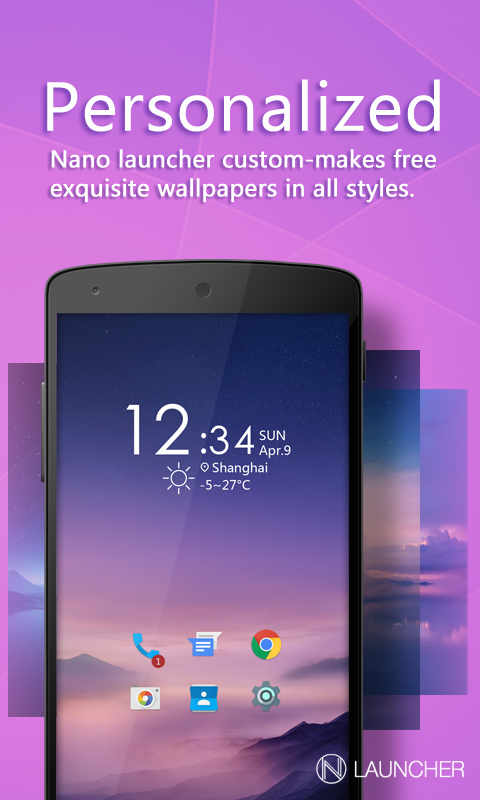 Personalized
Nano launcher custom-makes free
exquisite wallpapers in all styles.
12:34 SUN
Apr.9
Shanghai
-5~27°C
1
N LAUNCHER